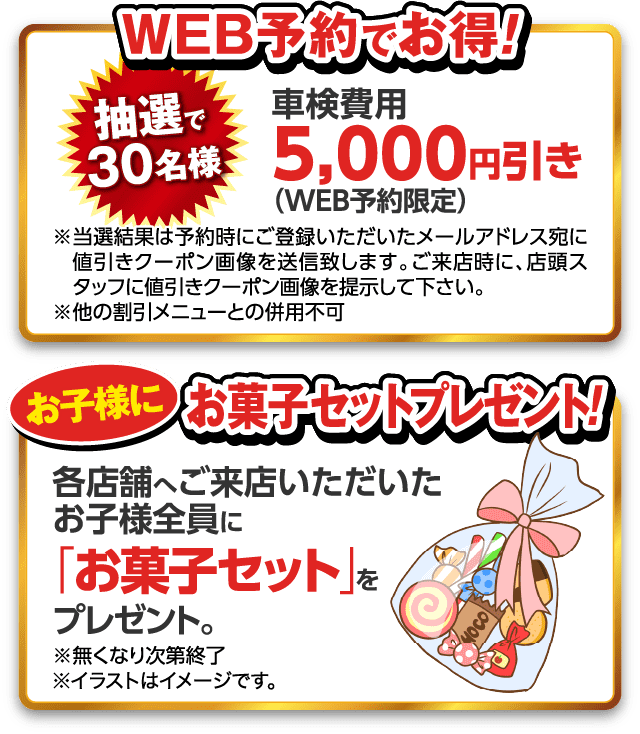 WEB予約でお得!
抽選で
30名様
車検費用
5,000円引き
（WEB予約限定）
※当選結果は予約時にご登録いただいたメールアドレス宛に
値引きクーポン画像を送信致します。ご来店時に、店頭ス
タッフに値引きクーポン画像を提示して下さい。
※他の割引メニューとの併用不可
お子様に
お菓子セットプレゼント!
各店舗へご来店いただいた
お子様全員に
「お菓子セット」を
プレゼント。
※無くなり次第終了
※イラストはイメージです。
HOCO